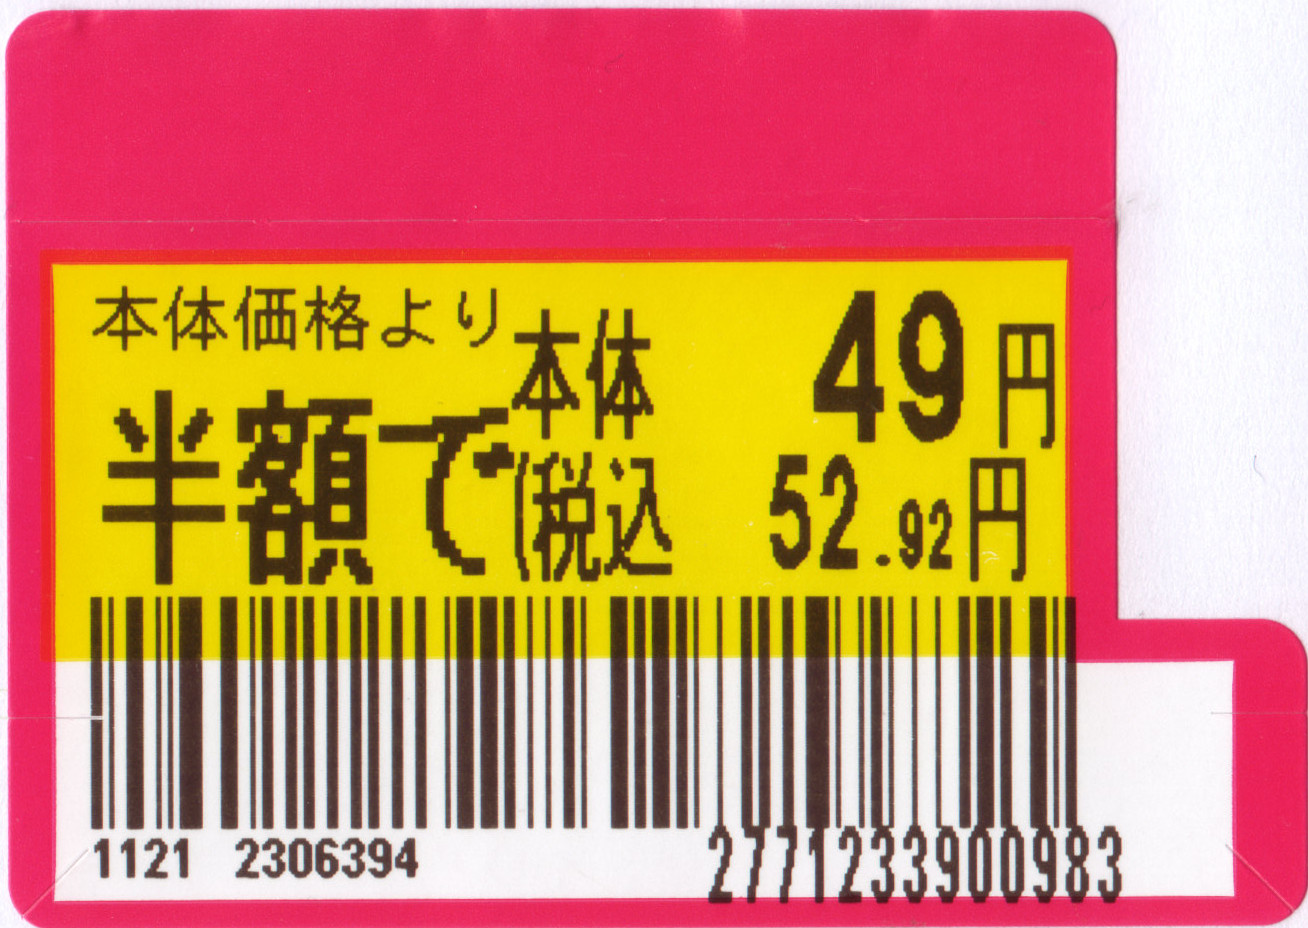 本体価格より
半額で
本体 49円
(税込 52.92円
1121 2306394
2771233900983